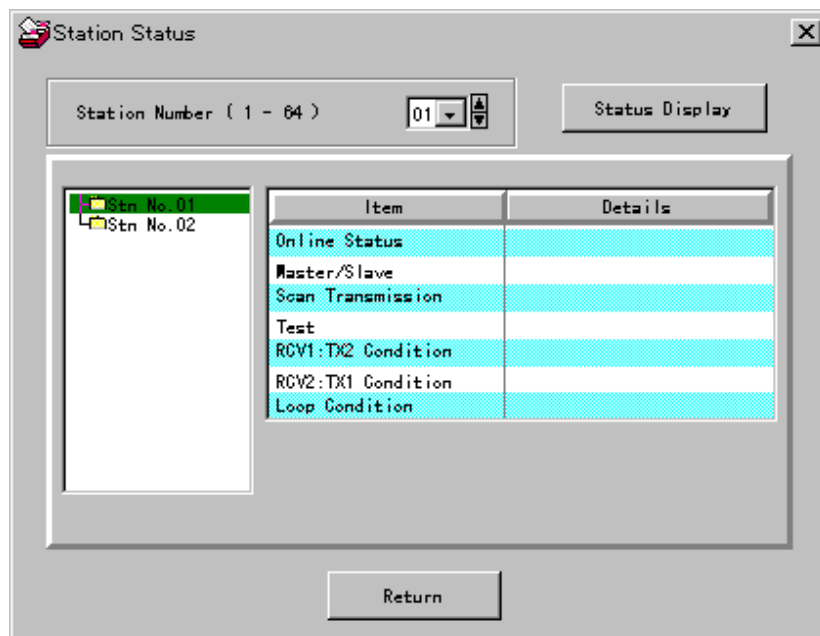 Station Status
Station Number ( 1 - 64 )
01
Status Display
Stn No.01
Stn No.02
Item Details
Online Status
Master/Slave
Scan Transmission
Test
RCV1:TX2 Condition
RCV2:TX1 Condition
Loop Condition
Return